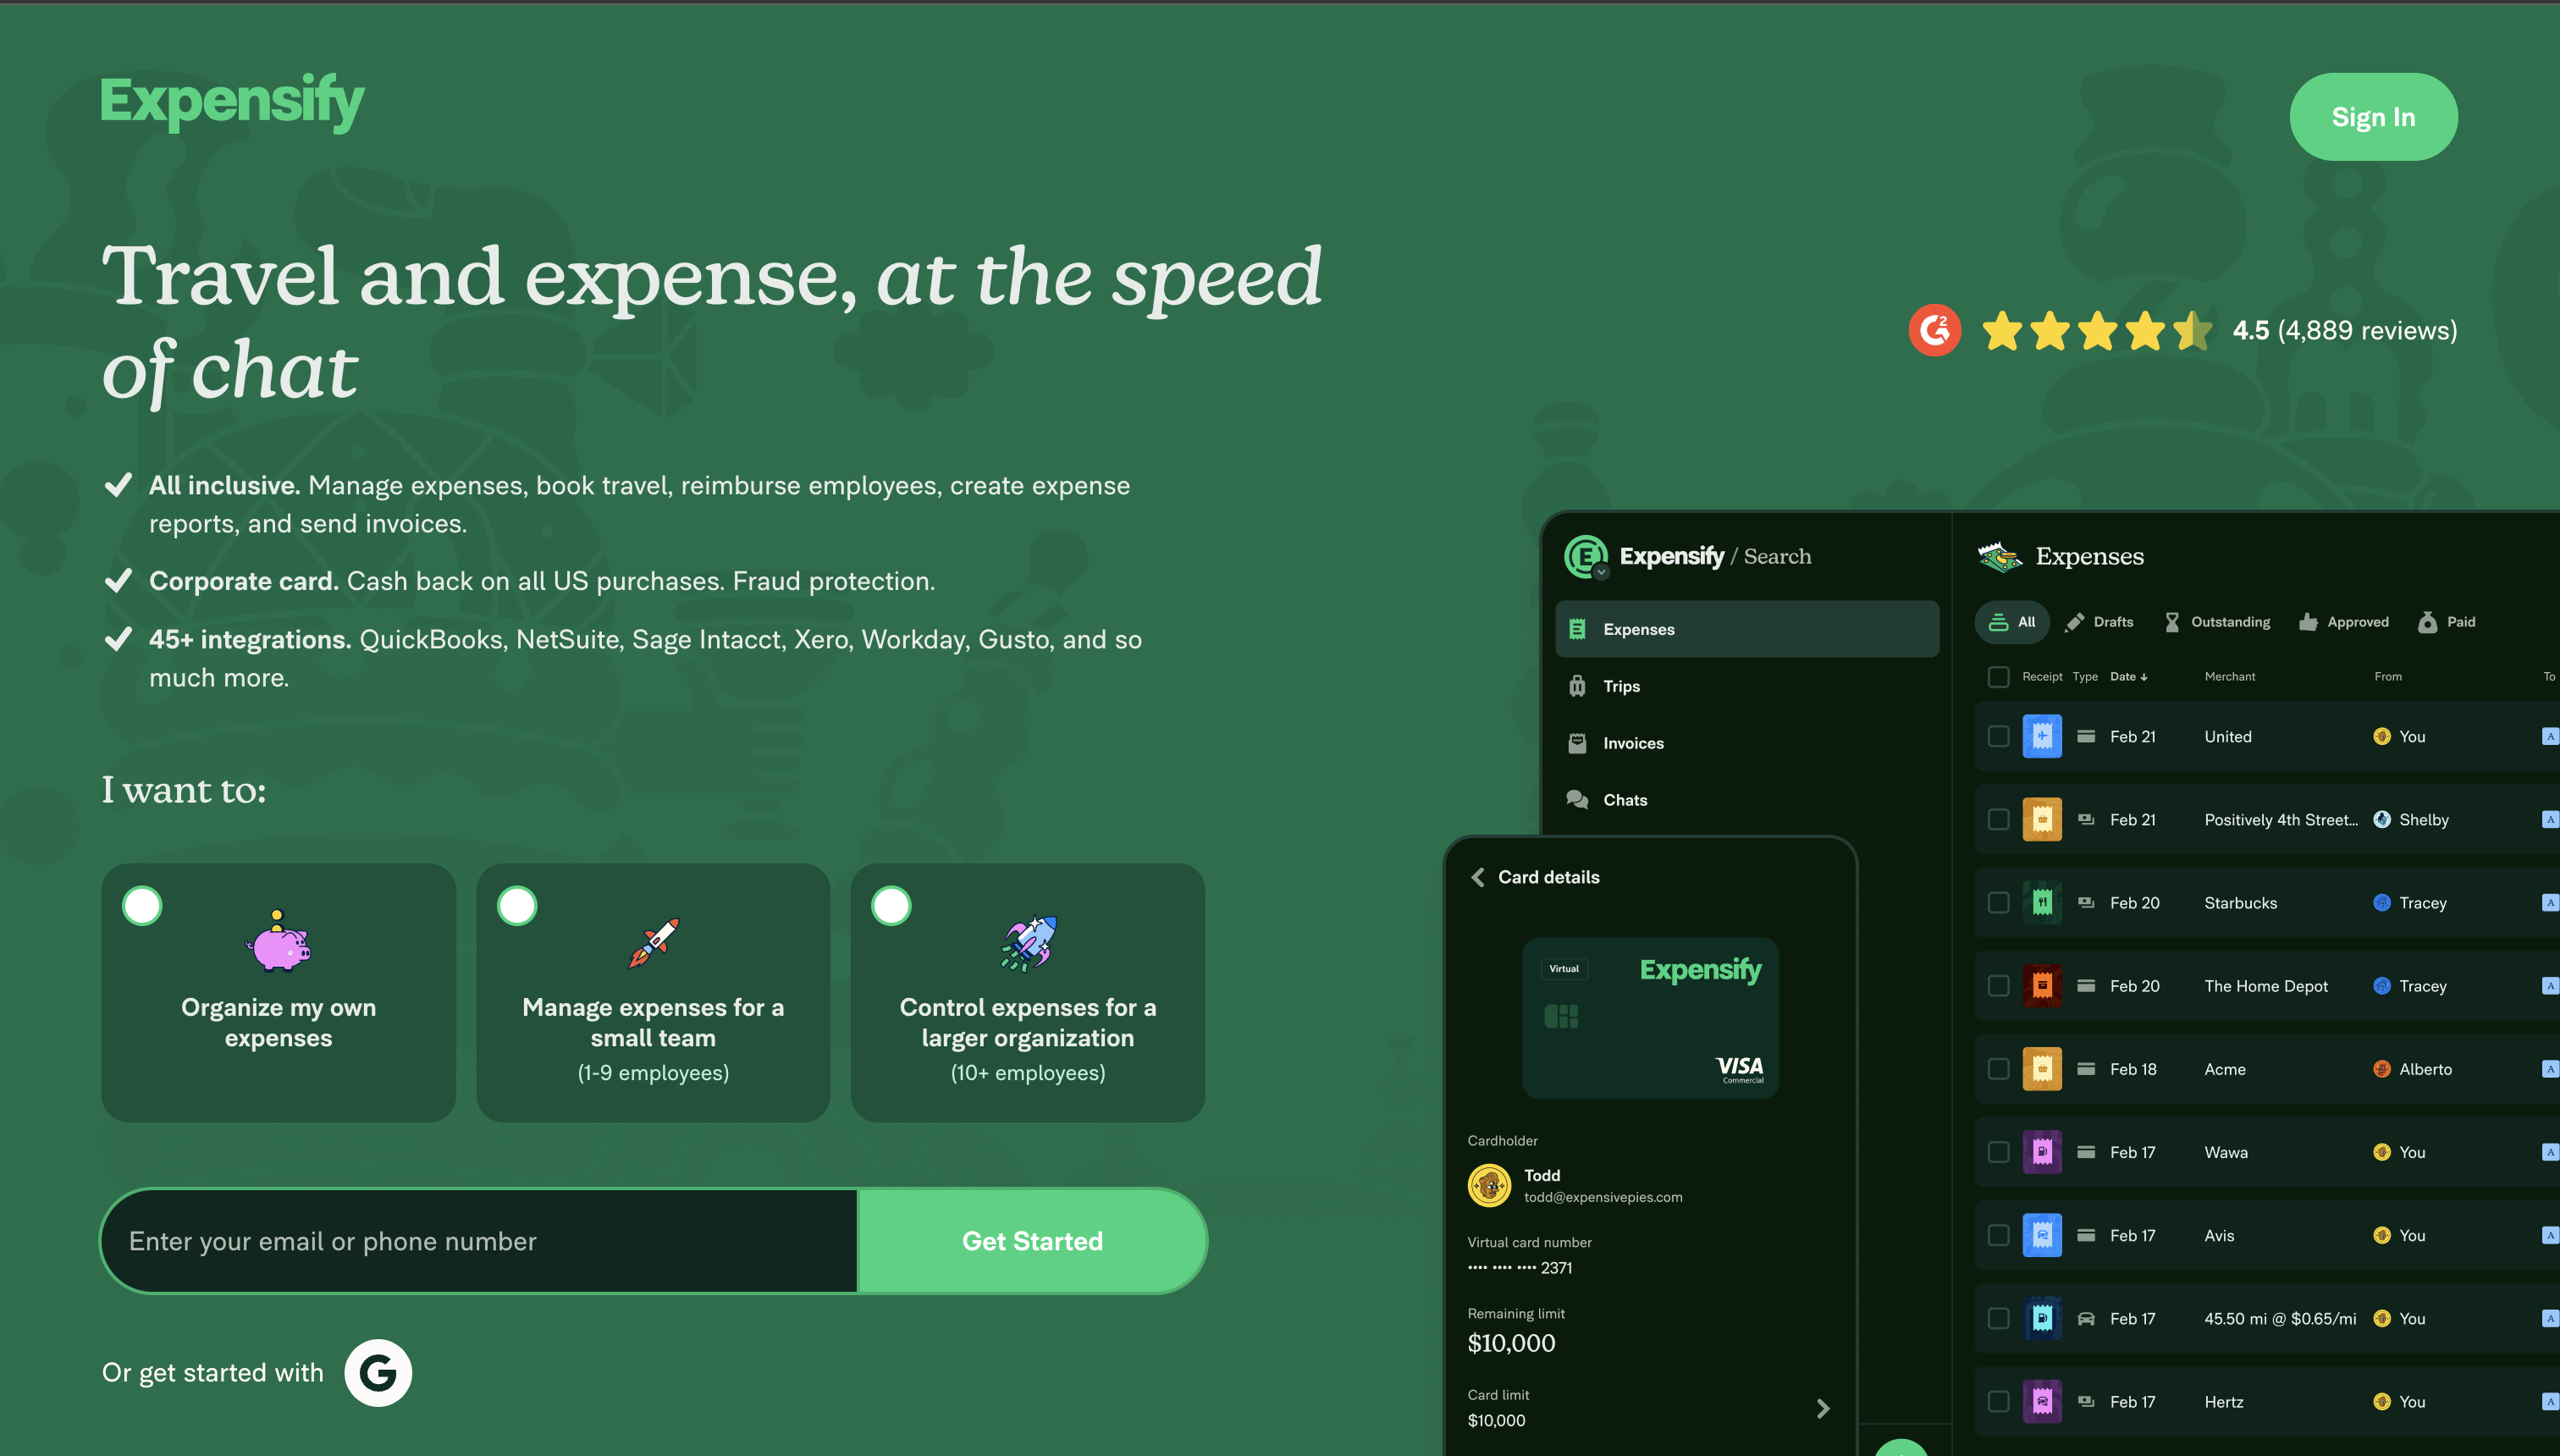 Expensify
Sign In
Travel and expense, at the speed
of chat
4.5 (4,889 reviews)
All inclusive. Manage expenses, book travel, reimburse employees, create expense
reports, and send invoices.
Corporate card. Cash back on all US purchases. Fraud protection.
45+ integrations. QuickBooks, NetSuite, Sage Intacct, Xero, Workday, Gusto, and so
much more.
I want to:
Organize my own
expenses
Manage expenses for a
small team
(1-9 employees)
Control expenses for a
larger organization
(10+ employees)
Enter your email or phone number
Get Started
Or get started with
G
Expensify / Search
Expenses
Trips
Invoices
Chats
Card details
Virtual
Expensify
VISA
Commercial
Cardholder
Todd
todd@expensivepies.com
Virtual card number
•••• •••• •••• 2371
Remaining limit
$10,000
Card limit
$10,000
Expenses
All Drafts Outstanding Approved Paid
Receipt Type Date Merchant From To
Feb 21 United You A
Feb 21 Positively 4th Street... Shelby A
Feb 20 Starbucks Tracey A
Feb 20 The Home Depot Tracey A
Feb 18 Acme Alberto A
Feb 17 Wawa You A
Feb 17 Avis You A
Feb 17 45.50 mi @ $0.65/mi You A
Feb 17 Hertz You A